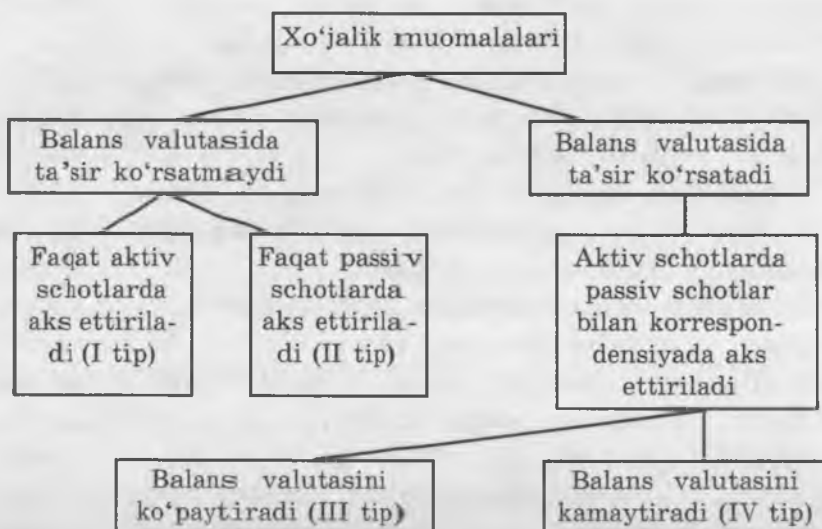 Xo‘jalik muomalalari
Balans valutasida
ta’sir ko‘rsatmaydi
Balans valutasida
ta’sir ko‘rsatadi
Faqat aktiv
schotlarda
aks ettirila-
di (I tip)
Faqat passiv
schotlarda
aks ettirila-
di (II tip)
Aktiv schotlarda
passiv schotlar
bilan korrespon-
densiyada aks
ettiriladi
Balans valutasini
ko‘paytiradi (III tip)
Balans valutasini
kamaytiradi (IV tip)